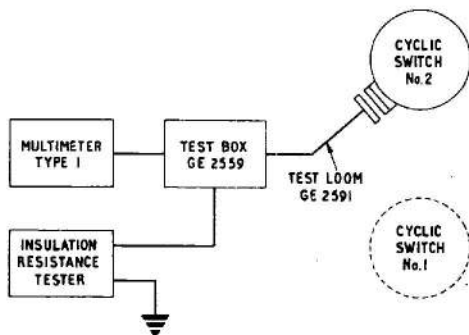 CYCLIC
SWITCH
No.2
MULTIMETER
TYPE I
TEST BOX
GE 2559
TEST LOOM
GE 2591
INSULATION
RESISTANCE
TESTER
CYCLIC
SWITCH
No.1